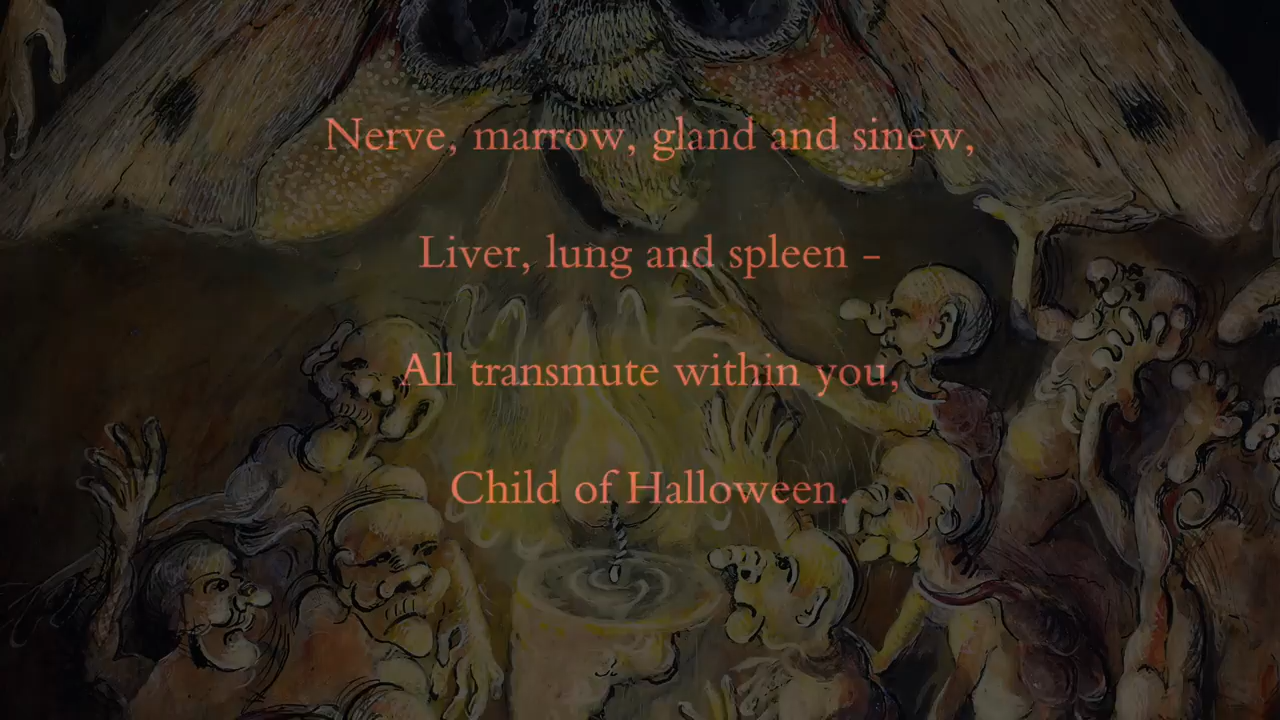 Nerve, marrow, gland and sinew,
Liver, lung and spleen -
All transmute within you,
Child of Halloween.